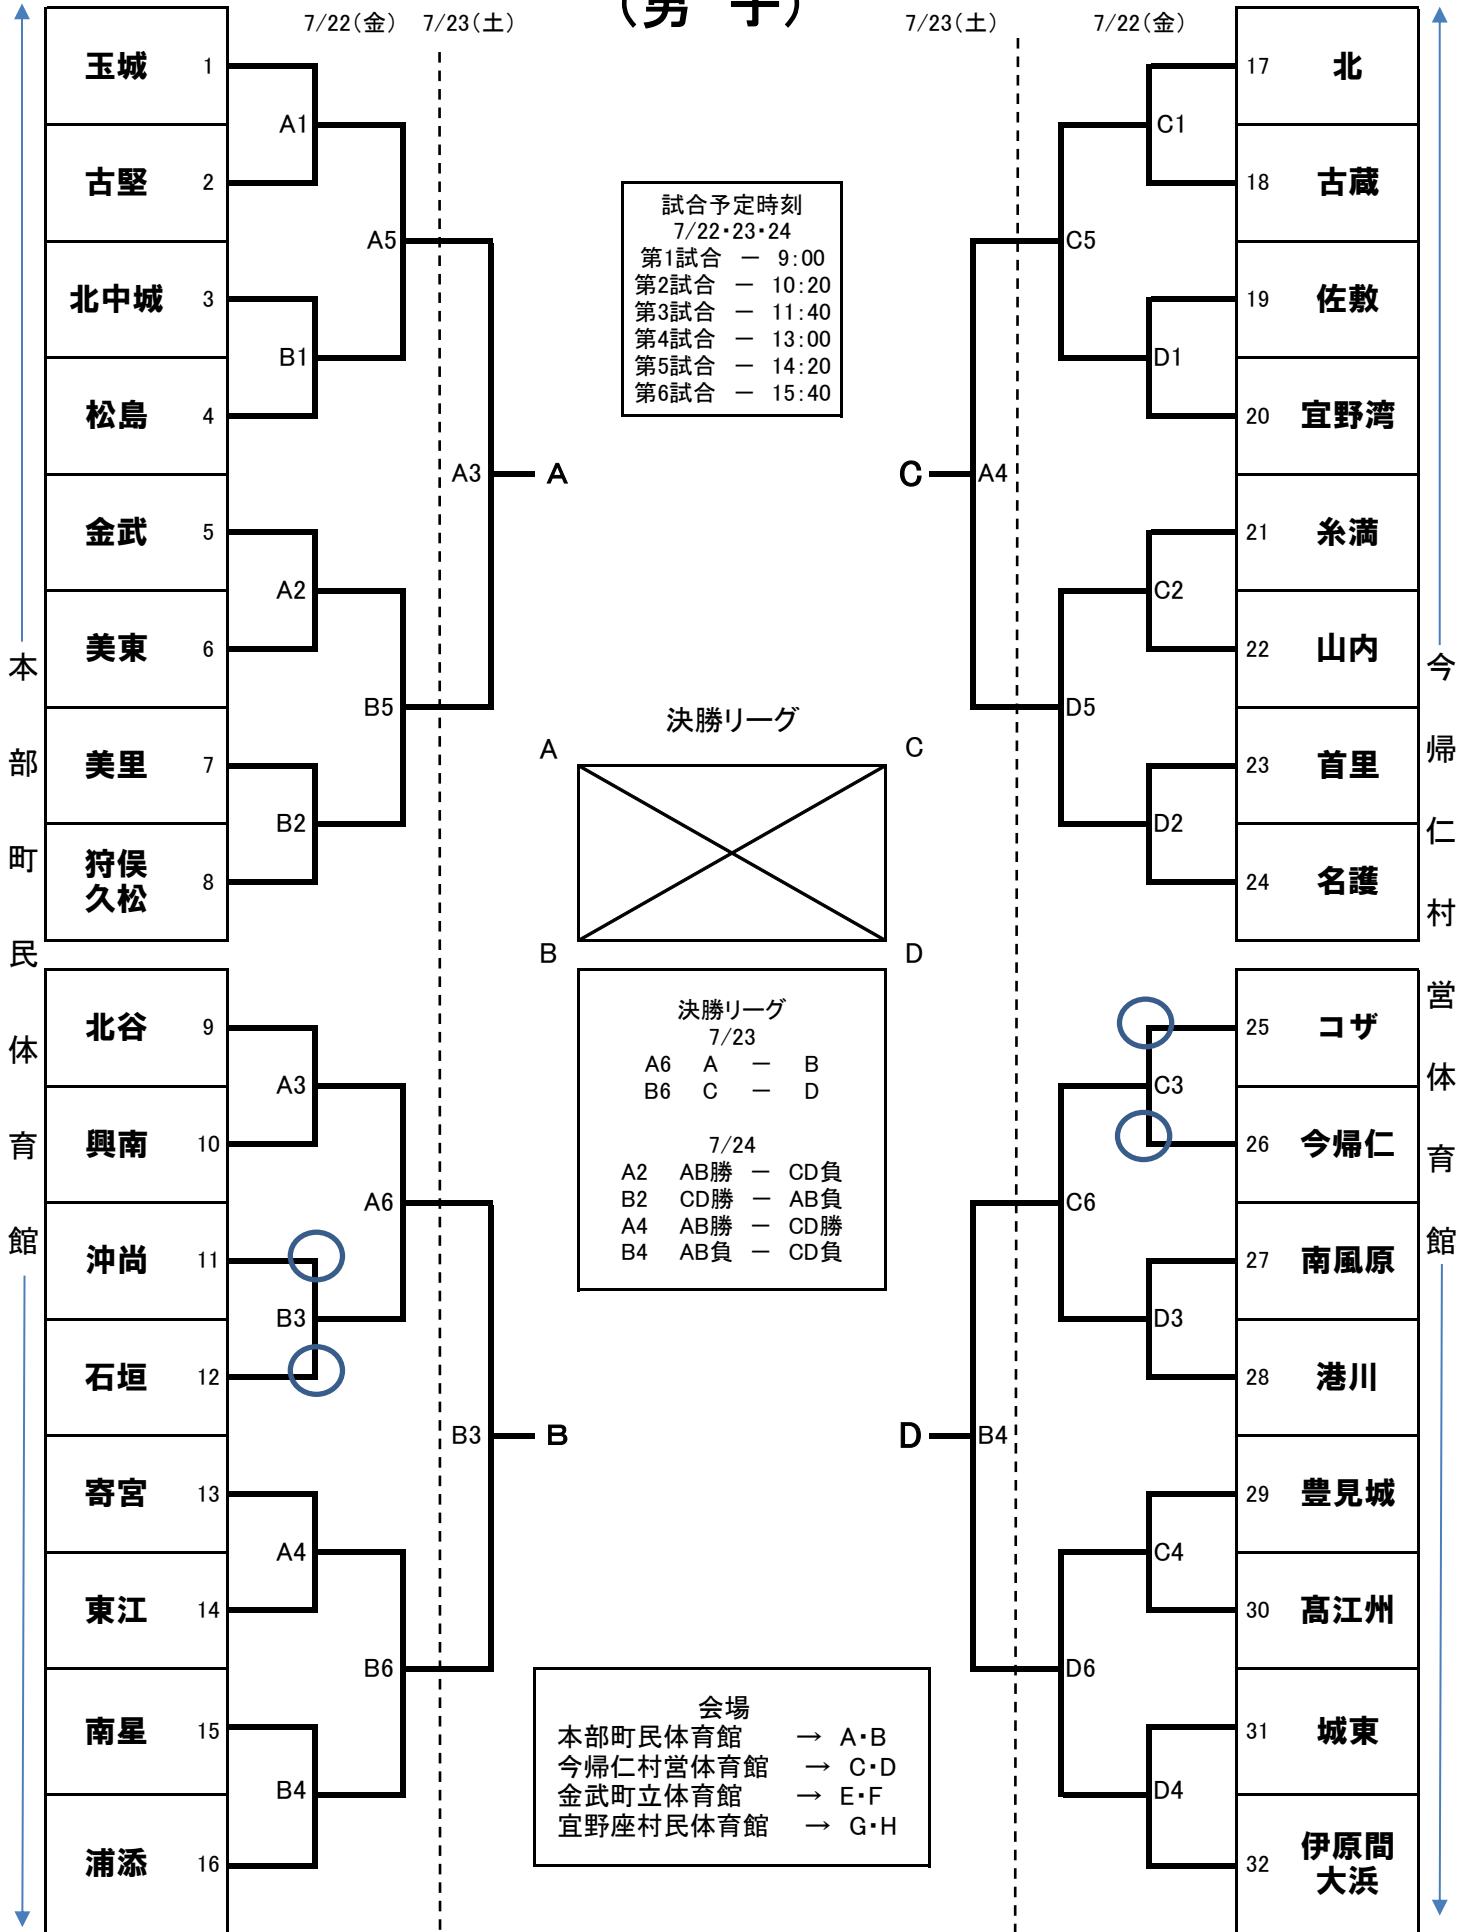 （男　子）
7/22(金)　7/23(土)
7/23(土)　7/22(金)
玉城 1
古堅 2
北中城 3
松島 4
金武 5
美東 6
美里 7
狩俣
久松 8
北谷 9
興南 10
沖尚 11
石垣 12
寄宮 13
東江 14
南星 15
浦添 16
A1
B1
A2
B2
A3
B3
A4
B4
A5
B5
A6
B6
A3
B3
A
B
本部町民体育館
試合予定時刻
7/22・23・24
第1試合 － 9:00
第2試合 － 10:20
第3試合 － 11:40
第4試合 － 13:00
第5試合 － 14:20
第6試合 － 15:40
決勝リーグ
A C
B D
決勝リーグ
7/23
A6 A － B
B6 C － D
7/24
A2 AB勝 － CD負
B2 CD勝 － AB負
A4 AB勝 － CD勝
B4 AB負 － CD負
会場
本部町民体育館 → A・B
今帰仁村営体育館 → C・D
金武町立体育館 → E・F
宜野座村民体育館 → G・H
C
D
A4
B4
C5
D5
C6
D6
C1
D1
C2
D2
C3
D3
C4
D4
17 北
18 古蔵
19 佐敷
20 宜野湾
21 糸満
22 山内
23 首里
24 名護
25 コザ
26 今帰仁
27 南風原
28 港川
29 豊見城
30 髙江州
31 城東
32 伊原間
大浜
今帰仁村営体育館